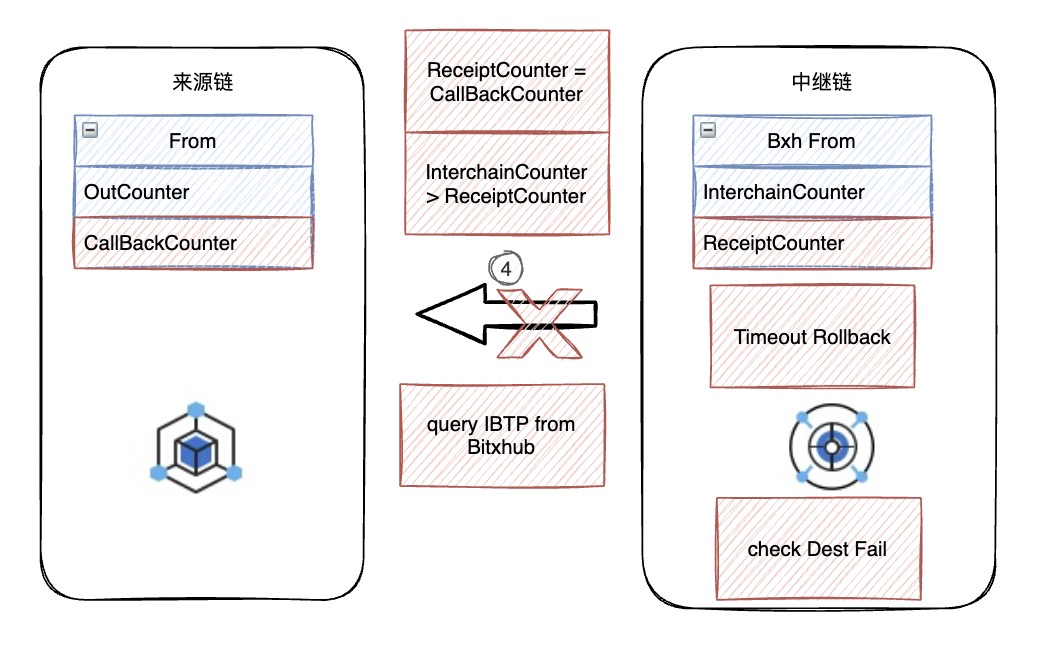 来源链
From
OutCounter
CallBackCounter
ReceiptCounter =
CallBackCounter
InterchainCounter
> ReceiptCounter
4
query IBTP from
Bitxhub
中继链
Bxh From
InterchainCounter
ReceiptCounter
Timeout Rollback
check Dest Fail